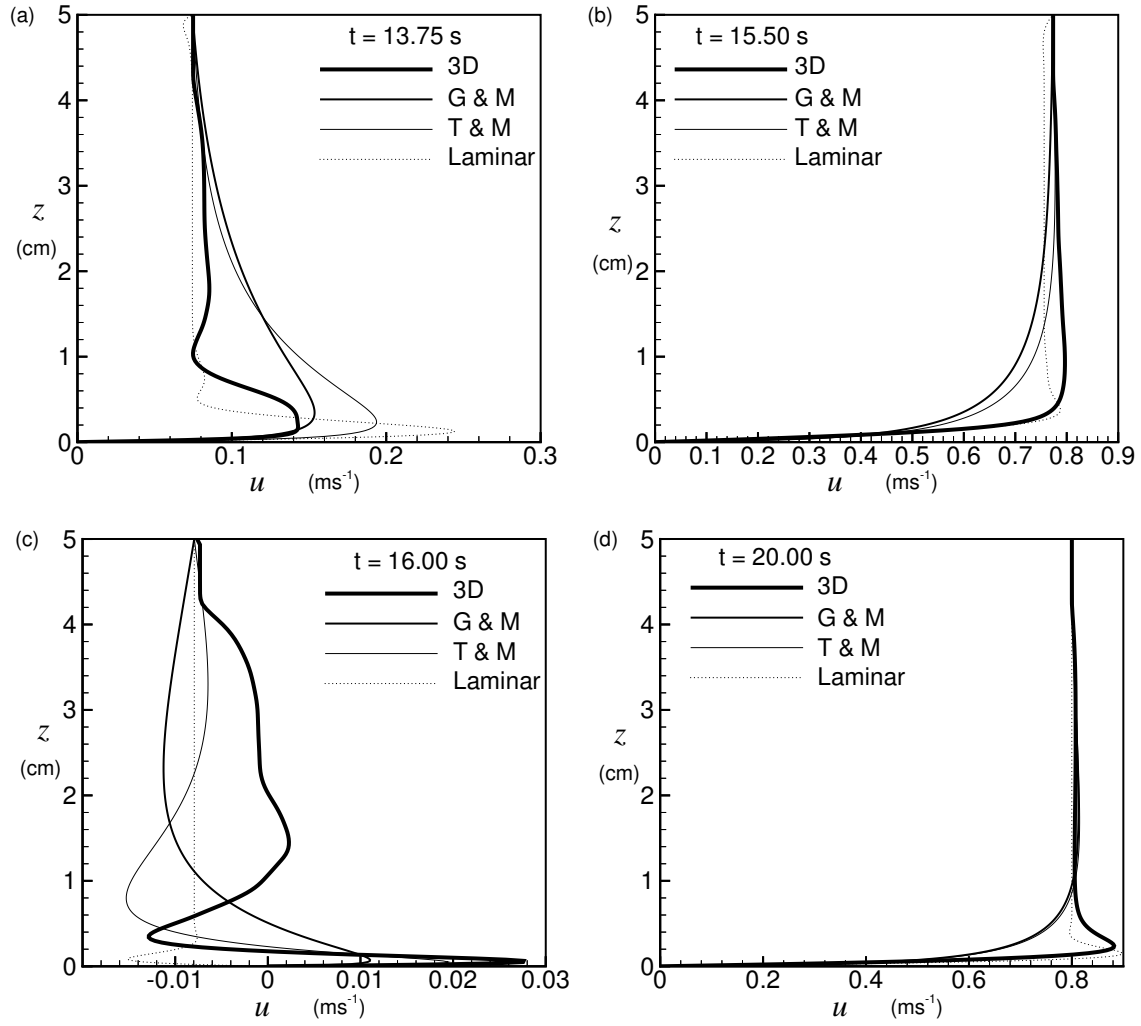 (a)
t = 13.75 s
3D
G & M
T & M
Laminar
5
4
3
2
1
0
z
(cm)
0
0.1
0.2
0.3
u (ms⁻¹)
(b)
t = 15.50 s
3D
G & M
T & M
Laminar
5
4
3
2
1
0
z
(cm)
0 0.1 0.2 0.3 0.4 0.5 0.6 0.7 0.8 0.9
u (ms⁻¹)
(c)
t = 16.00 s
3D
G & M
T & M
Laminar
5
4
3
2
1
0
z
(cm)
-0.01 0 0.01 0.02 0.03
u (ms⁻¹)
(d)
t = 20.00 s
3D
G & M
T & M
Laminar
5
4
3
2
1
0
z
(cm)
0 0.2 0.4 0.6 0.8
u (ms⁻¹)